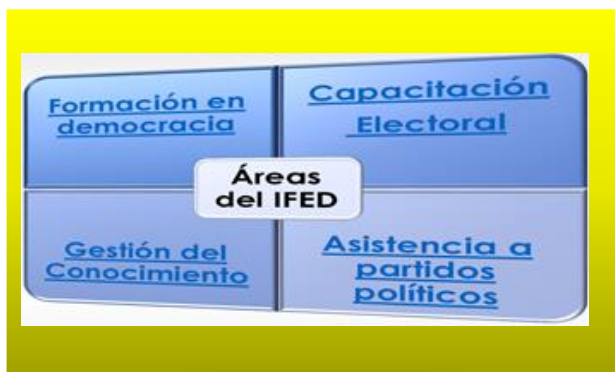 Formación en
democracia
Capacitación
Electoral
Áreas
del IFED
Gestión del
Conocimiento
Asistencia a
partidos
políticos